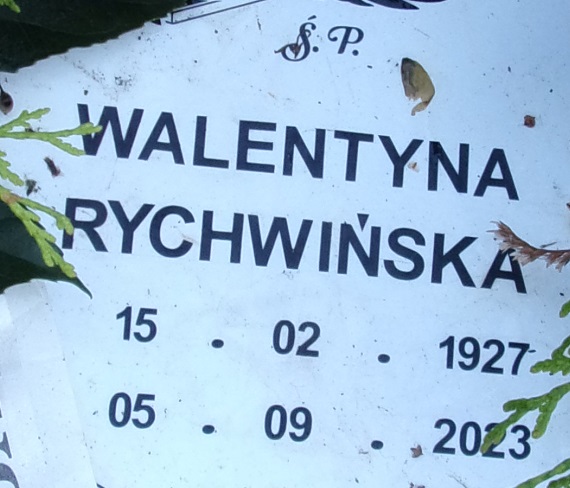 Ś. P.
WALENTYNA
RYCHWIŃSKA
15 . 02 . 1927
05 . 09 . 2023